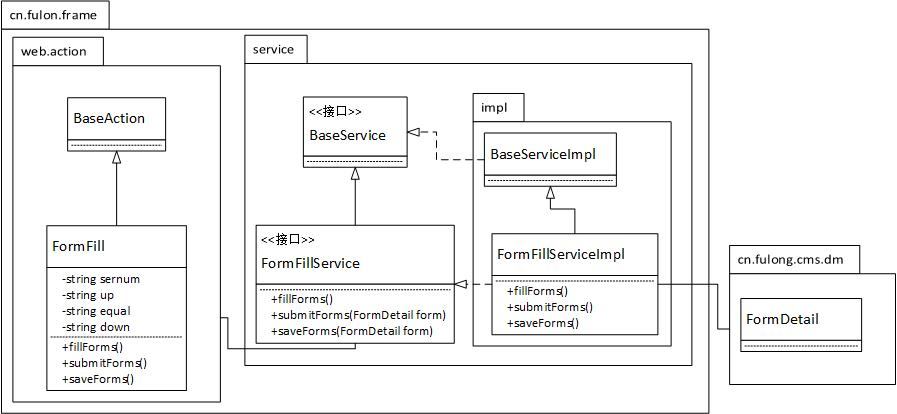 cn.fulon.frame
web.action
BaseAction
FormFill
-string sernum
-string up
-string equal
-string down
+fillForms()
+submitForms()
+saveForms()
service
<<接口>>
BaseService
<<接口>>
FormFillService
+fillForms()
+submitForms(FormDetail form)
+saveForms(FormDetail form)
impl
BaseServiceImpl
FormFillServiceImpl
+fillForms()
+submitForms()
+saveForms()
cn.fulong.cms.dm
FormDetail